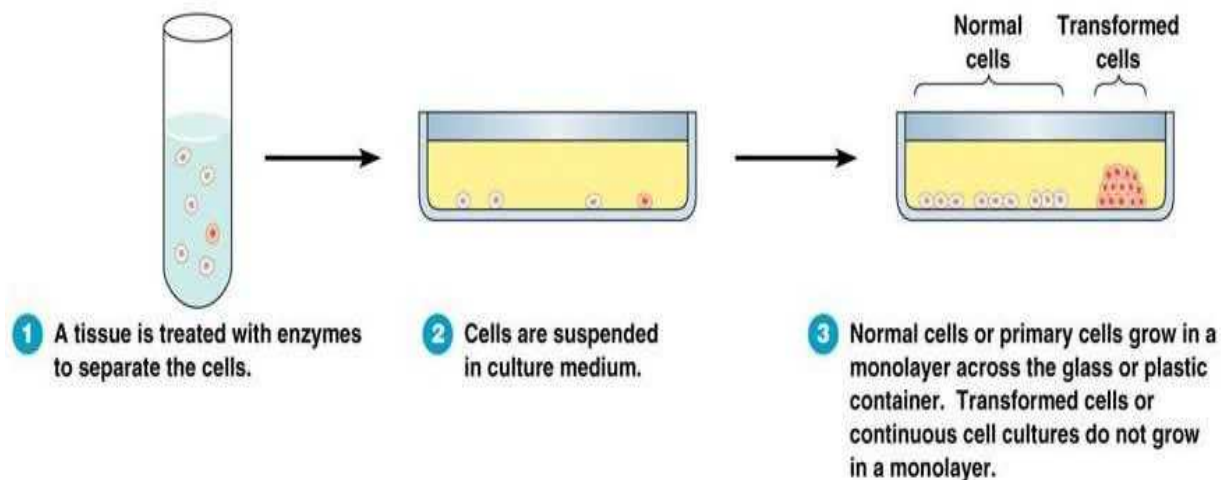 Normal
cells
Transformed
cells
1 A tissue is treated with enzymes
to separate the cells.
2 Cells are suspended
in culture medium.
3 Normal cells or primary cells grow in a
monolayer across the glass or plastic
container. Transformed cells or
continuous cell cultures do not grow
in a monolayer.